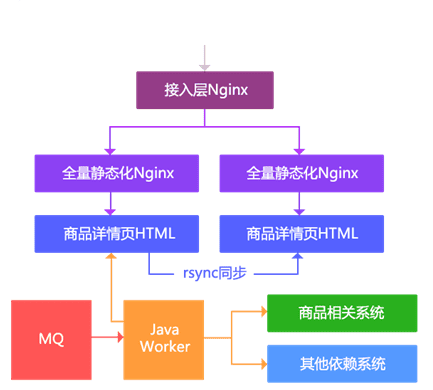 接入层Nginx
全量静态化Nginx
全量静态化Nginx
商品详情页HTML
商品详情页HTML
rsync同步
MQ
Java
Worker
商品相关系统
其他依赖系统